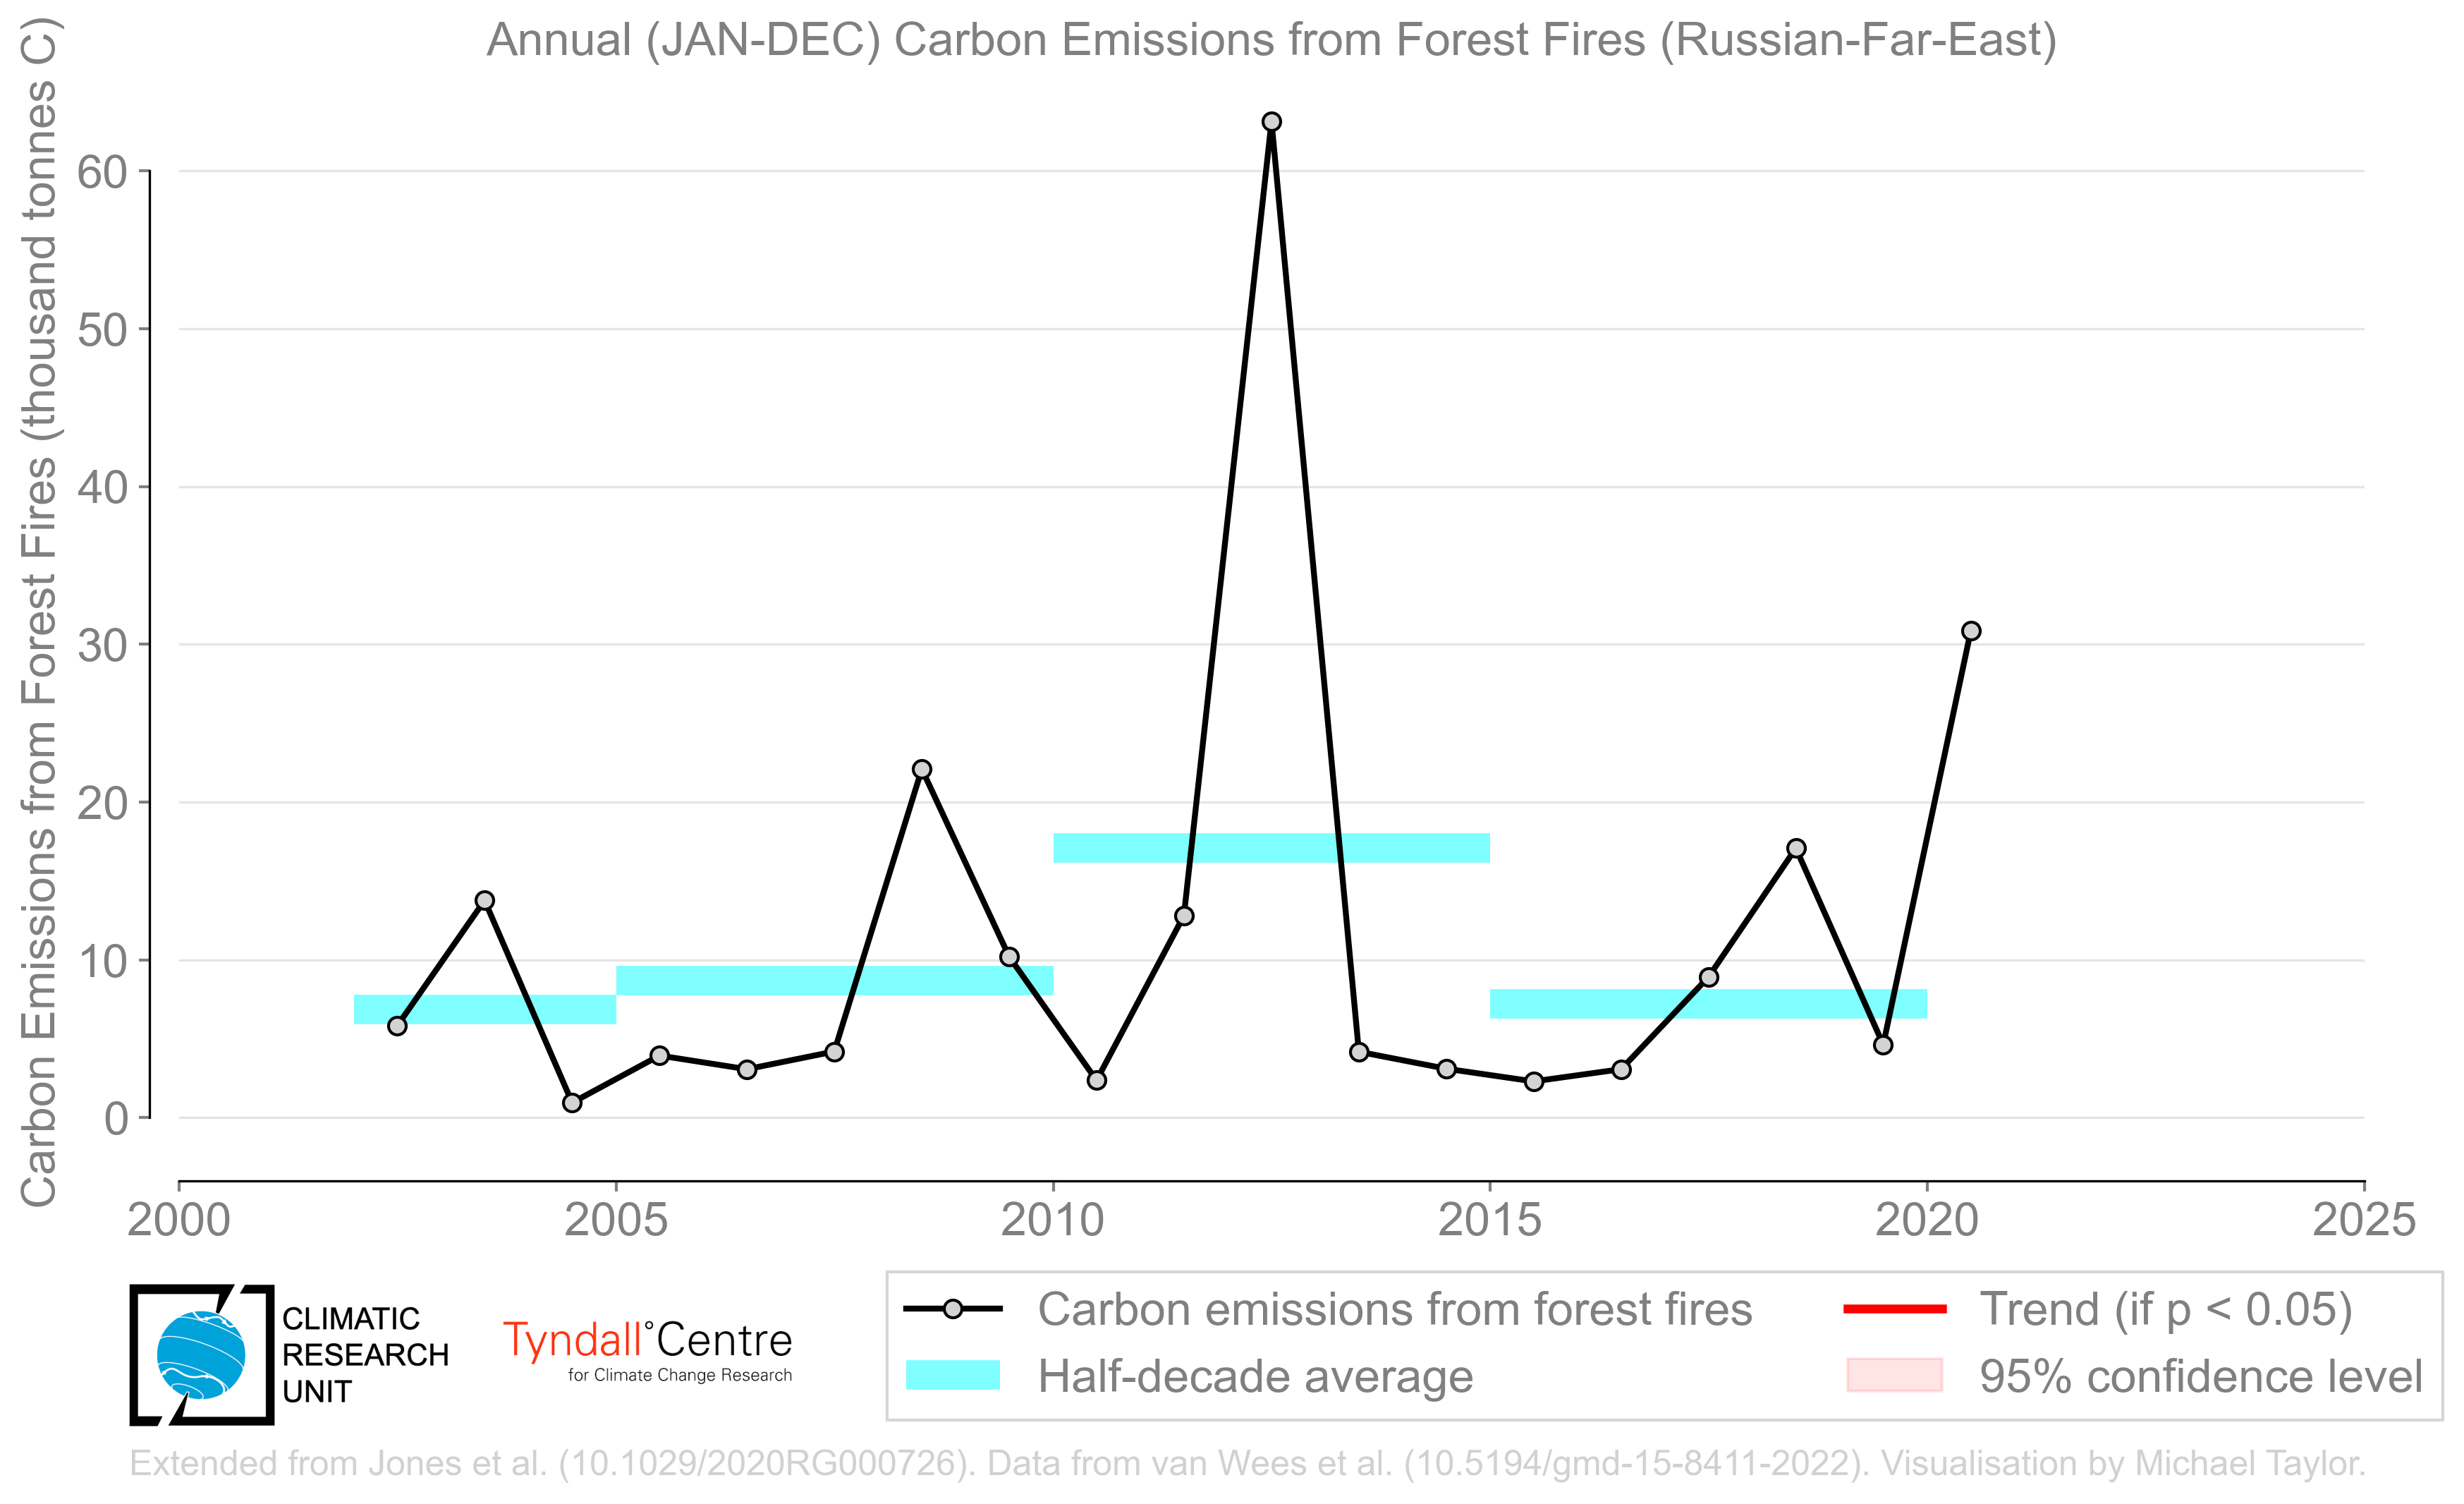 Annual (JAN-DEC) Carbon Emissions from Forest Fires (Russian-Far-East)
Carbon Emissions from Forest Fires (thousand tonnes C)
60
50
40
30
20
10
0
2000 2005 2010 2015 2020 2025
CLIMATIC
RESEARCH
UNIT
Tyndall°Centre
for Climate Change Research
Carbon emissions from forest fires
Half-decade average
Trend (if p < 0.05)
95% confidence level
Extended from Jones et al. (10.1029/2020RG000726). Data from van Wees et al. (10.5194/gmd-15-8411-2022). Visualisation by Michael Taylor.